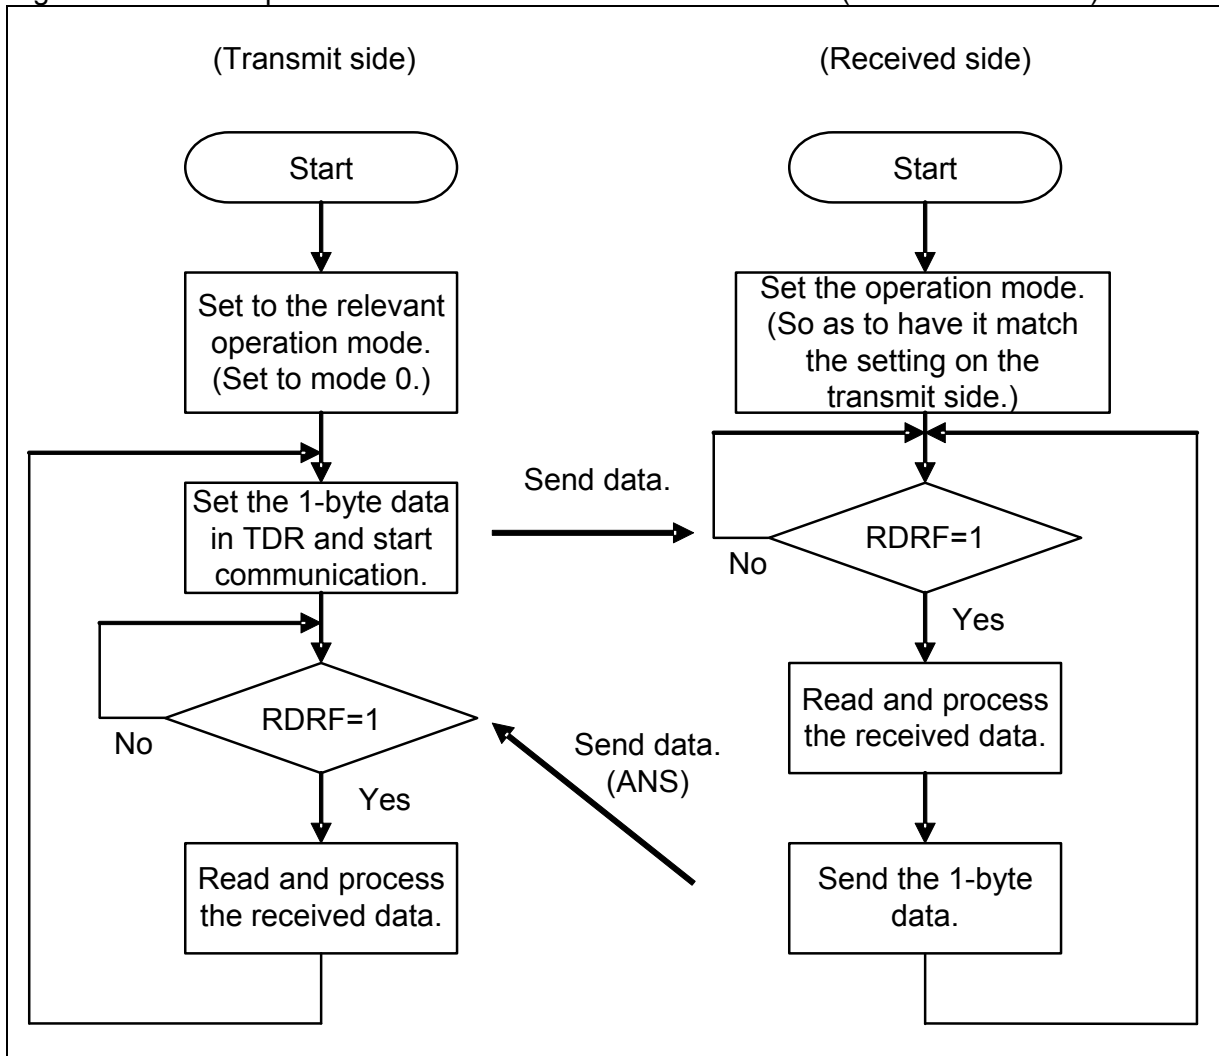 (Transmit side)
(Received side)
Start
Start
Set to the relevant
operation mode.
(Set to mode 0.)
Set the operation mode.
(So as to have it match
the setting on the
transmit side.)
Set the 1-byte data
in TDR and start
communication.
Send data.
RDRF=1
No
Yes
RDRF=1
No
Yes
Send data.
(ANS)
Read and process
the received data.
Read and process
the received data.
Send the 1-byte
data.